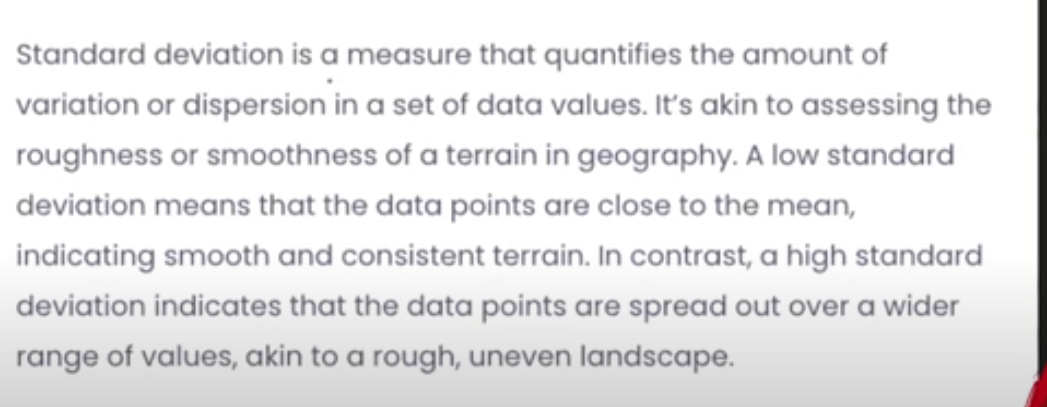 Standard deviation is a measure that quantifies the amount of
variation or dispersion in a set of data values. It’s akin to assessing the
roughness or smoothness of a terrain in geography. A low standard
deviation means that the data points are close to the mean,
indicating smooth and consistent terrain. In contrast, a high standard
deviation indicates that the data points are spread out over a wider
range of values, akin to a rough, uneven landscape.